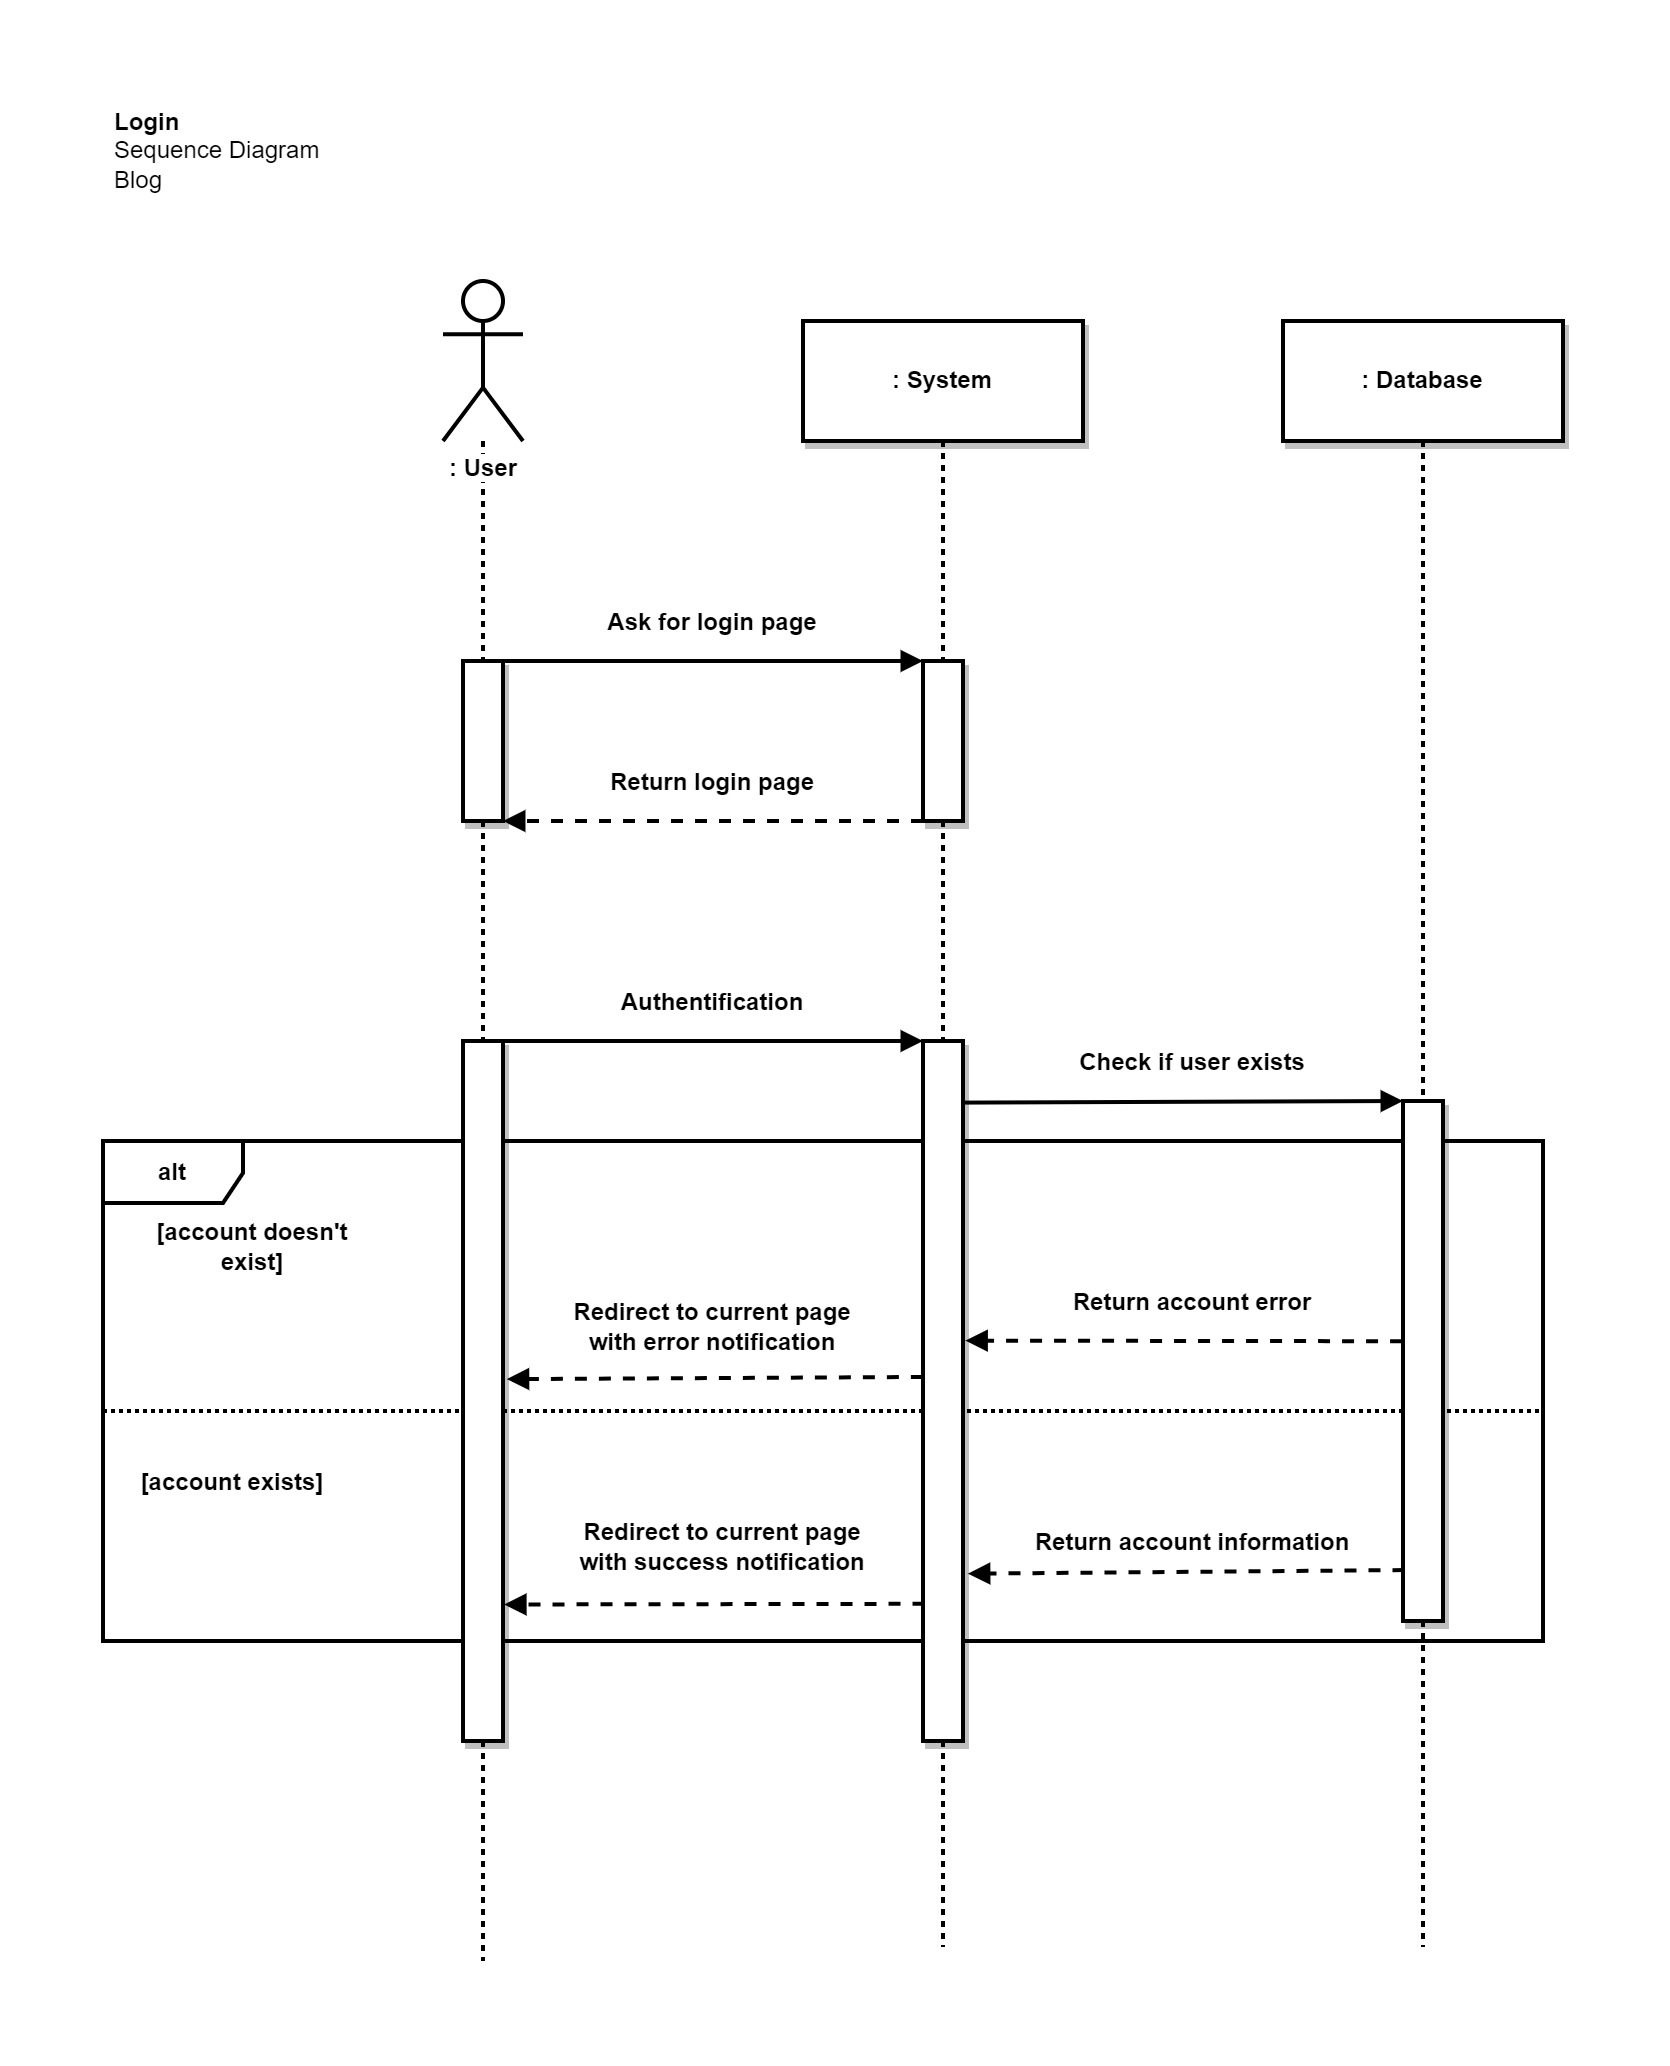 Login
Sequence Diagram
Blog
: User
: System
: Database
Ask for login page
Return login page
Authentification
Check if user exists
alt
[account doesn't
exist]
Return account error
Redirect to current page
with error notification
[account exists]
Redirect to current page
with success notification
Return account information